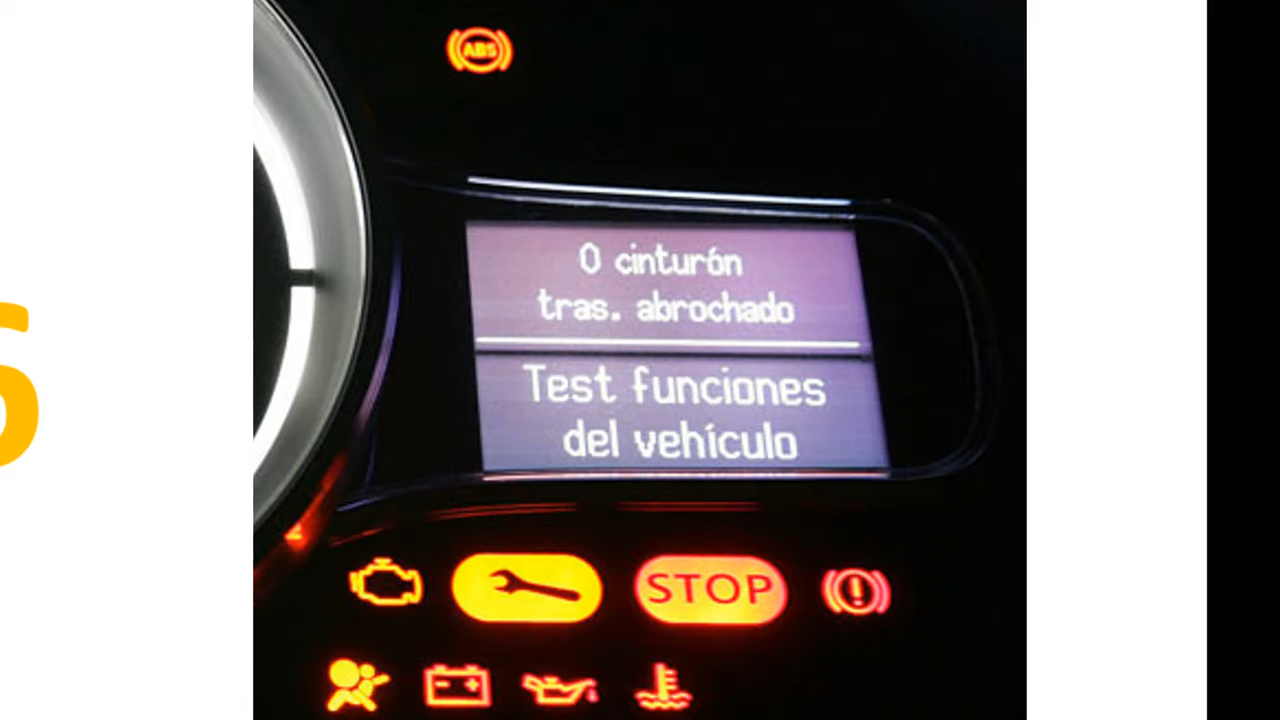 ABS
0 cinturón
tras. abrochado
Test funciones
del vehículo
STOP